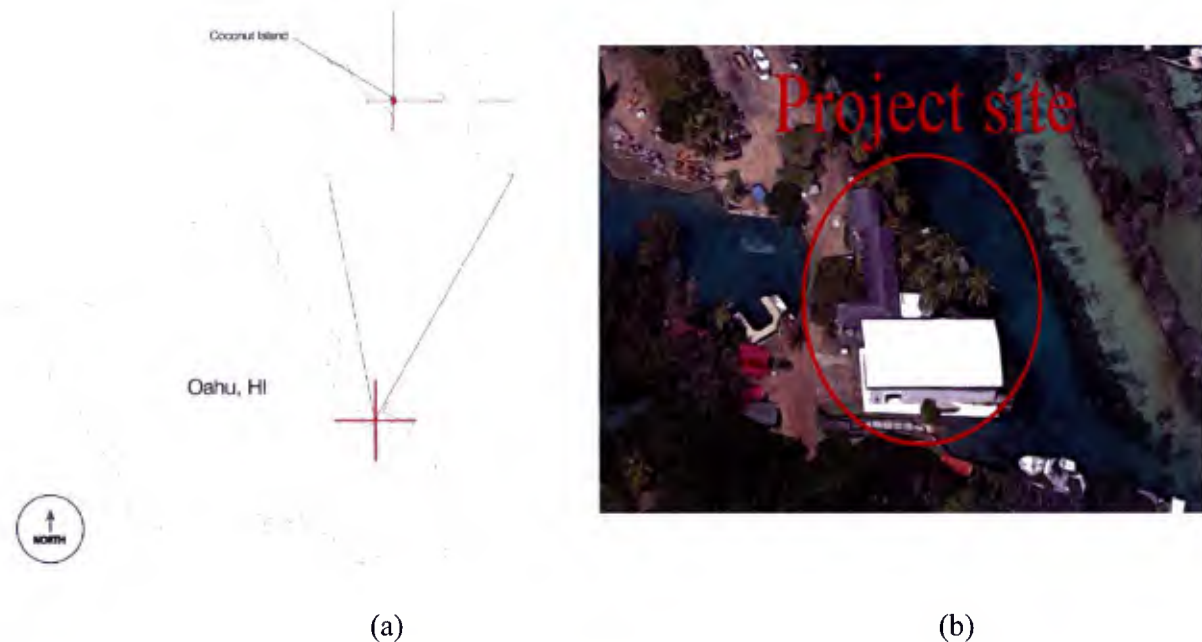 Coconut Island
Oahu, HI
NORTH
(a)
Project site
(b)